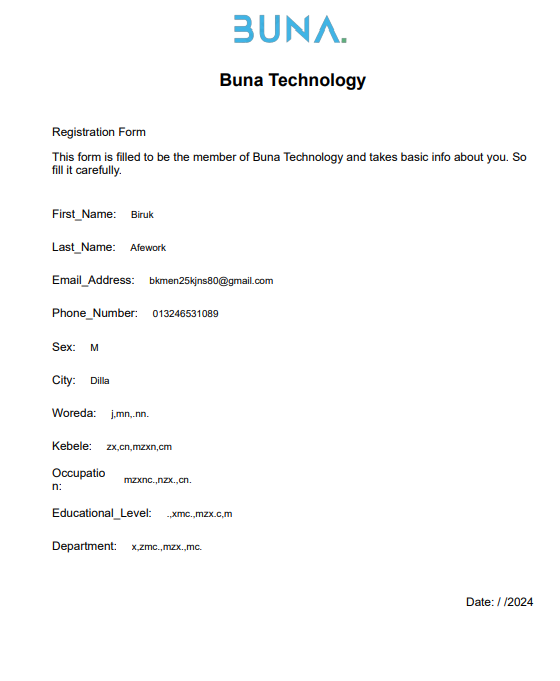 BUNA.
Buna Technology
Registration Form
This form is filled to be the member of Buna Technology and takes basic info about you. So
fill it carefully.
First_Name: Biruk
Last_Name: Afework
Email_Address: bkmen25kjns80@gmail.com
Phone_Number: 013246531089
Sex: M
City: Dilla
Woreda: j,mn,.nn.
Kebele: zx,cn,mzxn,cm
Occupatio
n: mzxnc.,nzx.,cn.
Educational_Level: .,xmc.,mzx.c,m
Department: x,zmc.,mzx.,mc.
Date: / /2024